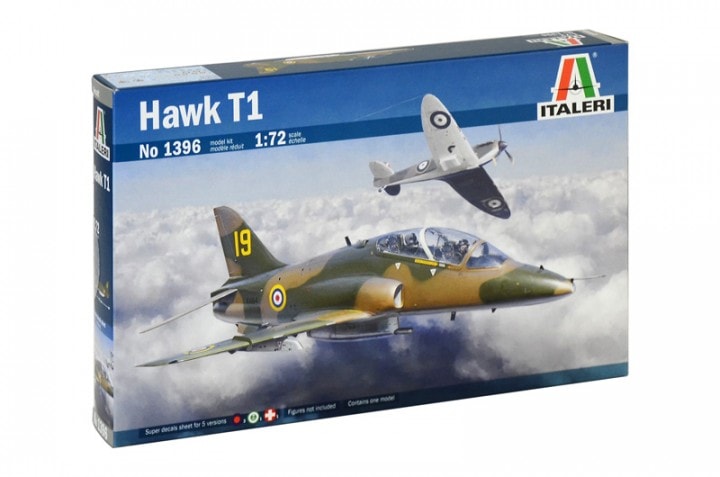 Hawk T1
No 1396 model kit
modèle réduit
1:72 scale
échelle
ITALERI
19
Super decals sheet for 5 versions
Figures not included
Contains one model
Hawk T1